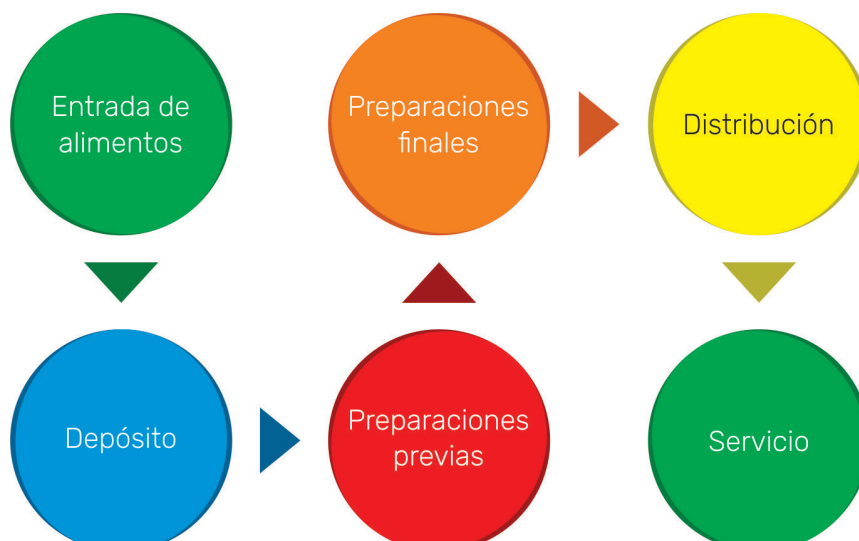 Entrada de
alimentos
Preparaciones
finales
Distribución
Depósito
Preparaciones
previas
Servicio